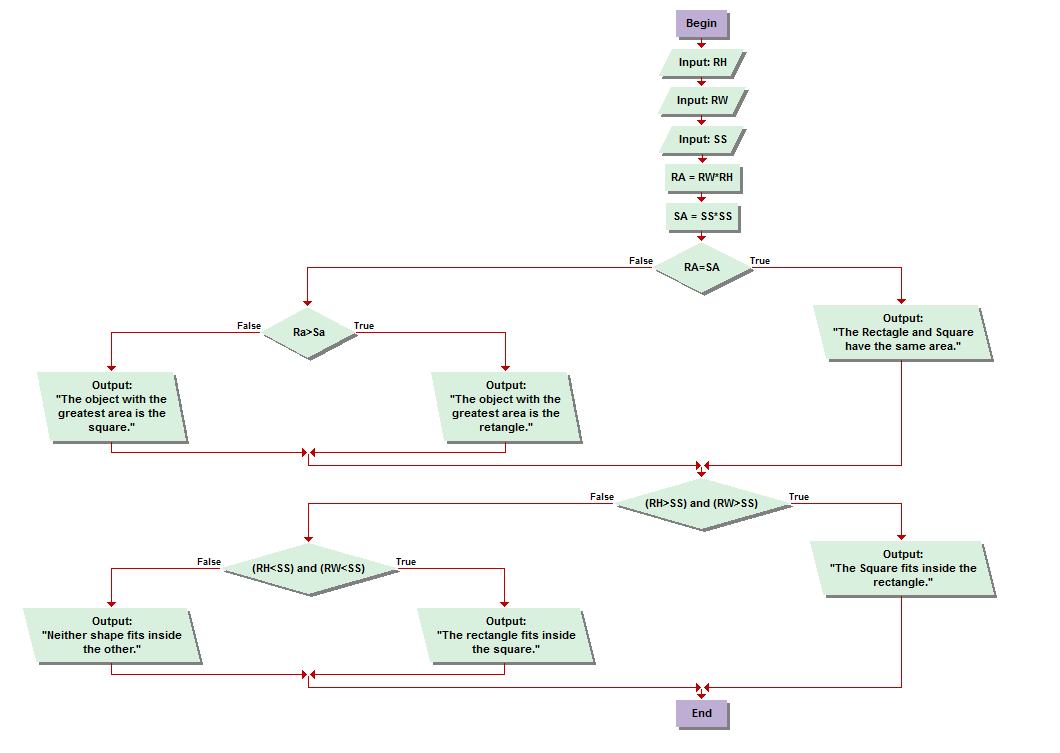 Begin
Input: RH
Input: RW
Input: SS
RA = RW*RH
SA = SS*SS
False
RA=SA
True
False
Ra>Sa
True
Output:
"The Rectagle and Square
have the same area."
Output:
"The object with the
greatest area is the
square."
Output:
"The object with the
greatest area is the
retangle."
False
(RH>SS) and (RW>SS)
True
False
(RH<SS) and (RW<SS)
True
Output:
"The Square fits inside the
rectangle."
Output:
"Neither shape fits inside
the other."
Output:
"The rectangle fits inside
the square."
End